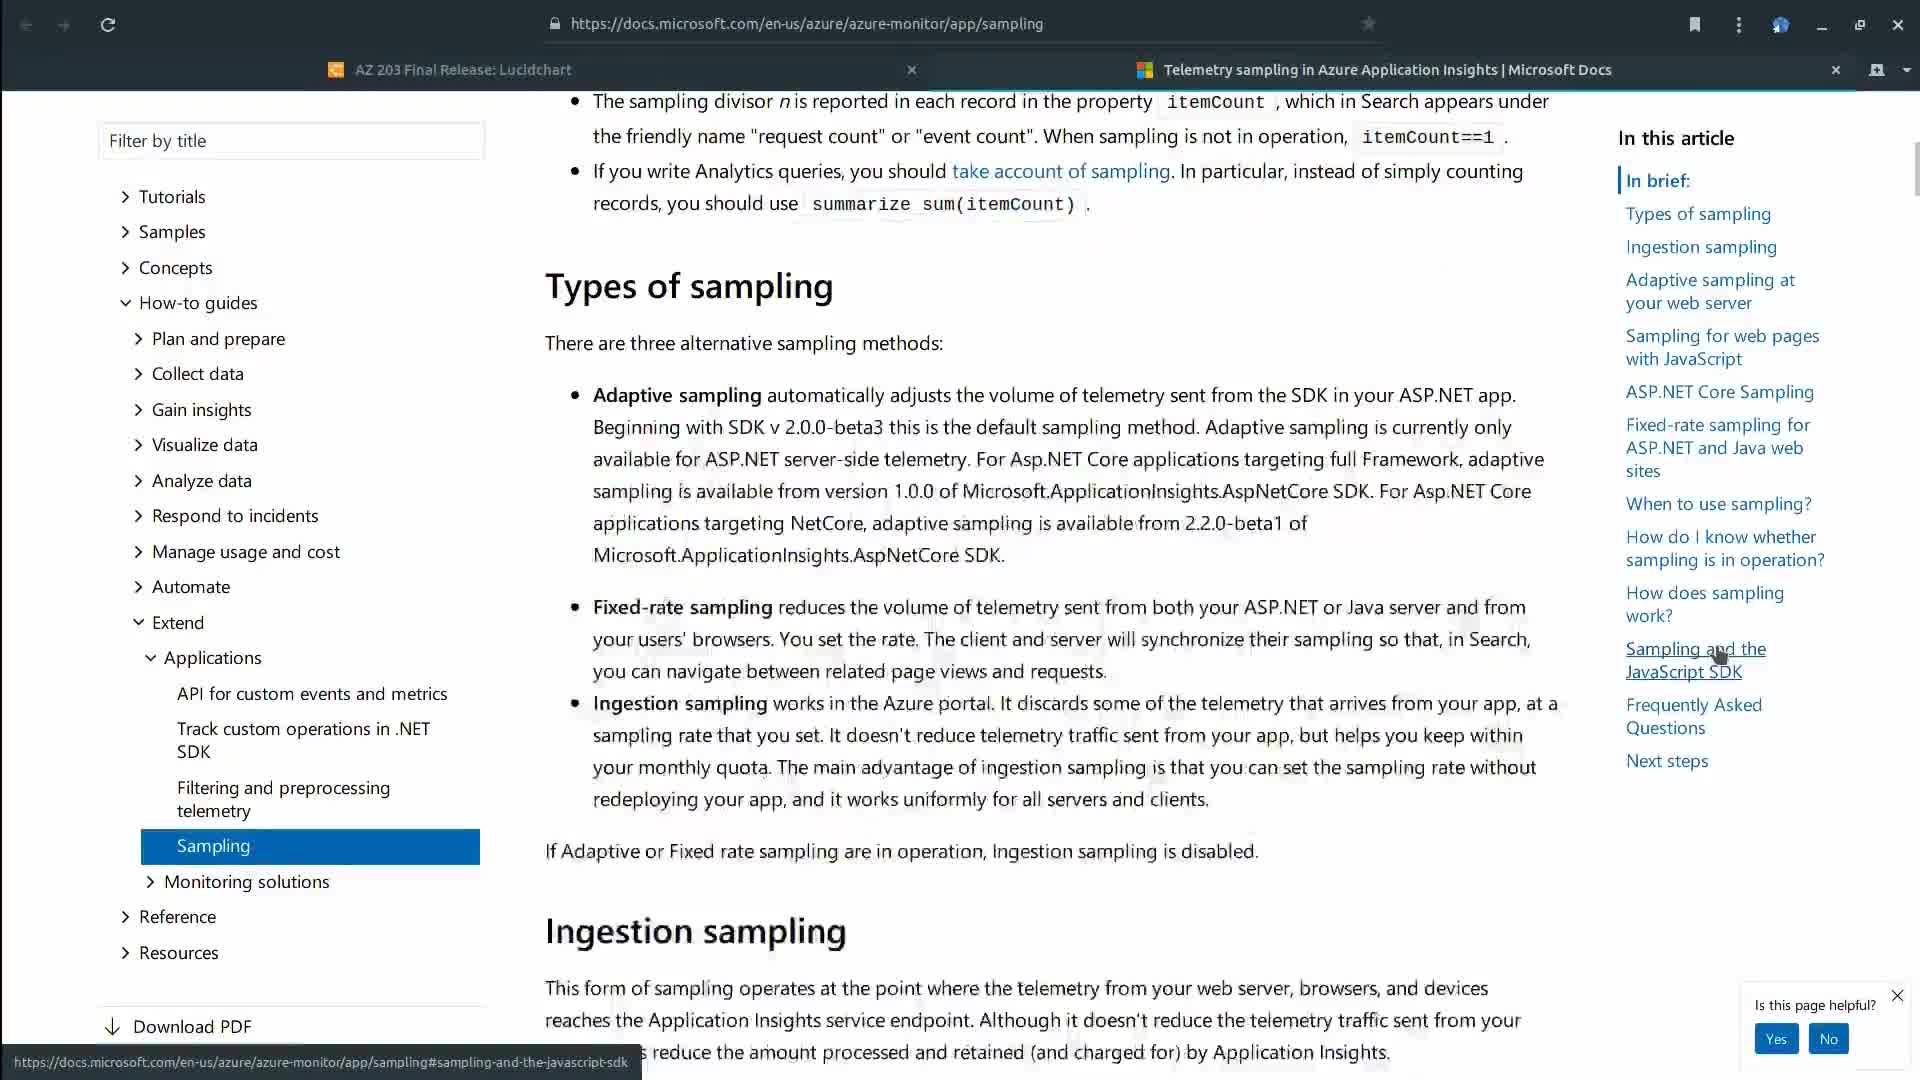 https://docs.microsoft.com/en-us/azure/azure-monitor/app/sampling
AZ 203 Final Release: Lucidchart
Telemetry sampling in Azure Application Insights | Microsoft Docs
Filter by title
Tutorials
Samples
Concepts
How-to guides
Plan and prepare
Collect data
Gain insights
Visualize data
Analyze data
Respond to incidents
Manage usage and cost
Automate
Extend
Applications
API for custom events and metrics
Track custom operations in .NET
SDK
Filtering and preprocessing
telemetry
Sampling
Monitoring solutions
Reference
Resources
Download PDF
The sampling divisor n is reported in each record in the property itemCount , which in Search appears under
the friendly name "request count" or "event count". When sampling is not in operation, itemCount==1 .
If you write Analytics queries, you should take account of sampling. In particular, instead of simply counting
records, you should use summarize sum(itemCount) .
Types of sampling
There are three alternative sampling methods:
Adaptive sampling automatically adjusts the volume of telemetry sent from the SDK in your ASP.NET app.
Beginning with SDK v 2.0.0-beta3 this is the default sampling method. Adaptive sampling is currently only
available for ASP.NET server-side telemetry. For Asp.NET Core applications targeting full Framework, adaptive
sampling is available from version 1.0.0 of Microsoft.ApplicationInsights.AspNetCore SDK. For Asp.NET Core
applications targeting NetCore, adaptive sampling is available from 2.2.0-beta1 of
Microsoft.ApplicationInsights.AspNetCore SDK.
Fixed-rate sampling reduces the volume of telemetry sent from both your ASP.NET or Java server and from
your users' browsers. You set the rate. The client and server will synchronize their sampling so that, in Search,
you can navigate between related page views and requests.
Ingestion sampling works in the Azure portal. It discards some of the telemetry that arrives from your app, at a
sampling rate that you set. It doesn't reduce telemetry traffic sent from your app, but helps you keep within
your monthly quota. The main advantage of ingestion sampling is that you can set the sampling rate without
redeploying your app, and it works uniformly for all servers and clients.
If Adaptive or Fixed rate sampling are in operation, Ingestion sampling is disabled.
Ingestion sampling
This form of sampling operates at the point where the telemetry from your web server, browsers, and devices
reaches the Application Insights service endpoint. Although it doesn't reduce the telemetry traffic sent from your
reduce the amount processed and retained (and charged for) by Application Insights.
In this article
In brief:
Types of sampling
Ingestion sampling
Adaptive sampling at
your web server
Sampling for web pages
with JavaScript
ASP.NET Core Sampling
Fixed-rate sampling for
ASP.NET and Java web
sites
When to use sampling?
How do I know whether
sampling is in operation?
How does sampling
work?
Sampling and the
JavaScript SDK
Frequently Asked
Questions
Next steps
Is this page helpful?
Yes No
https://docs.microsoft.com/en-us/azure/azure-monitor/app/sampling#sampling-and-the-javascript-sdk